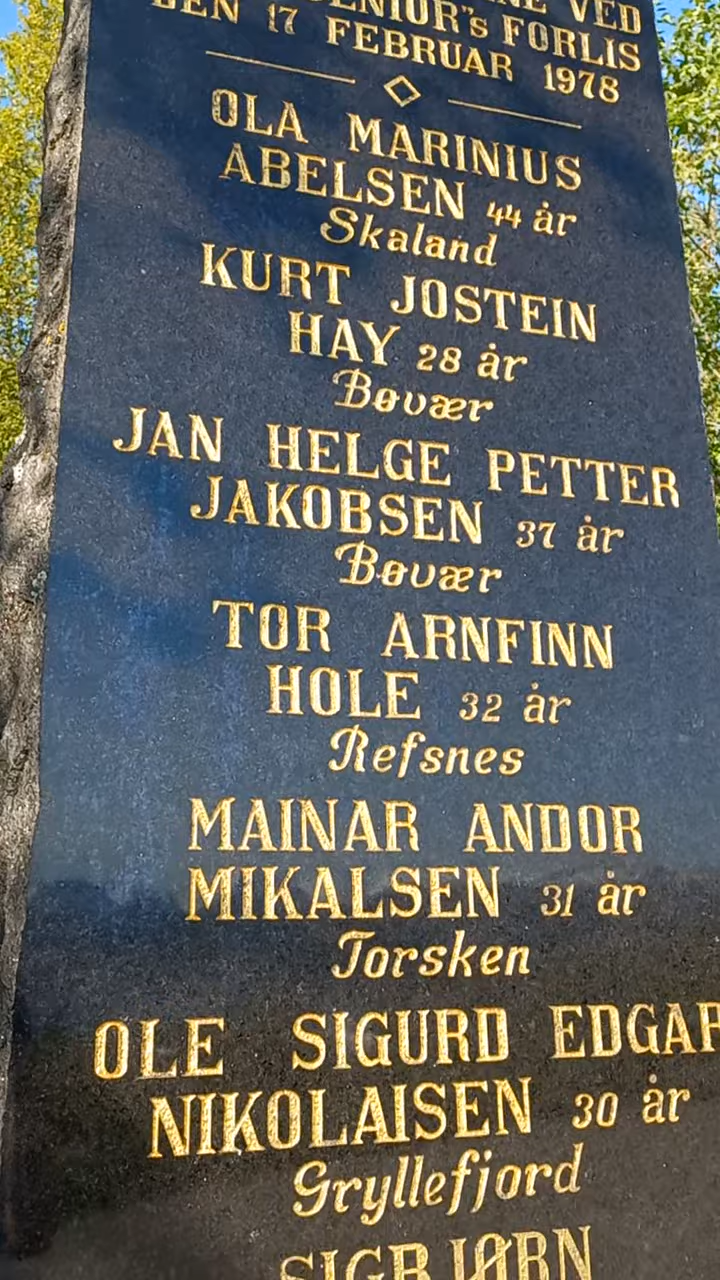 VED
SENIOR"s FORLIS
DEN 17 FEBRUAR 1978
OLA MARINIUS
ABELSEN 44 år
Skaland
KURT JOSTEIN
HAY 28 år
Bøvær
JAN HELGE PETTER
JAKOBSEN 37 år
Bøvær
TOR ARNFINN
HOLE 32 år
Refsnes
MAINAR ANDOR
MIKALSEN 31 år
Torsken
OLE SIGURD EDGAR
NIKOLAISEN 30 år
Gryllefjord
SIGBJØRN